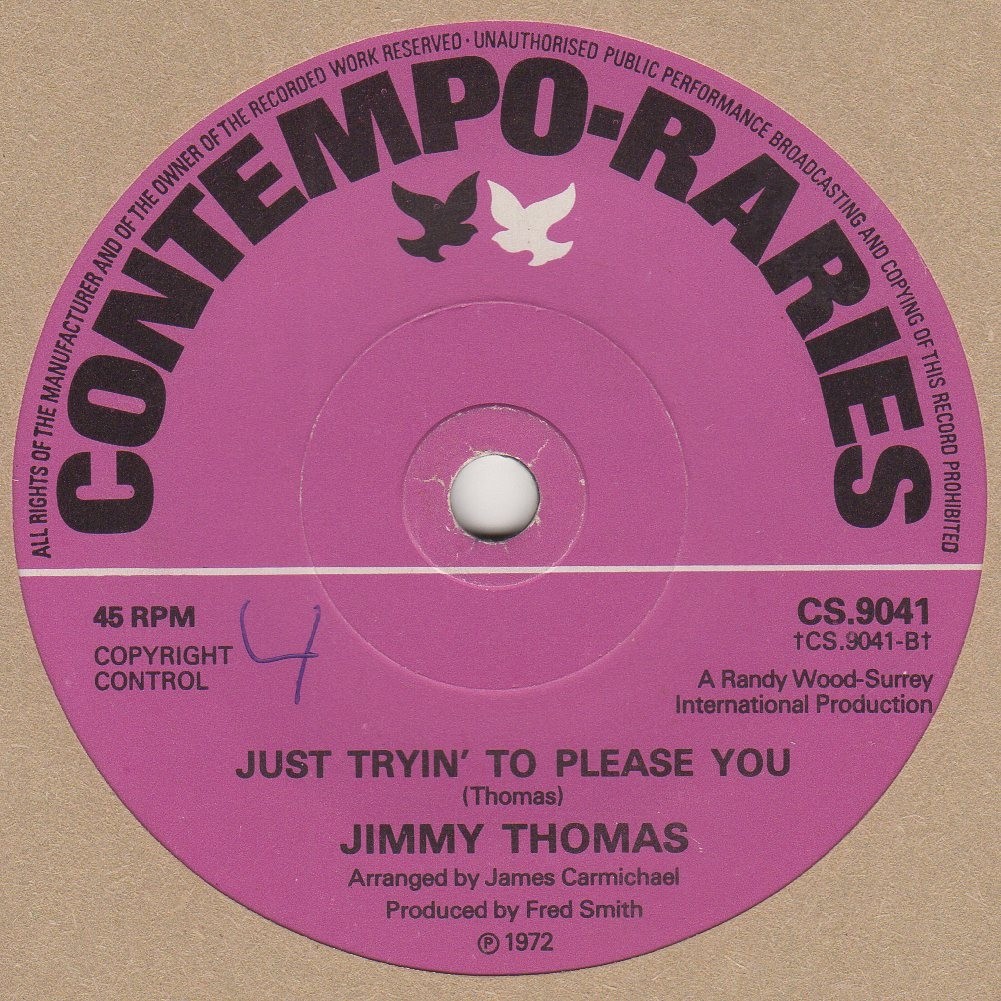 ALL RIGHTS OF THE MANUFACTURER AND OF THE OWNER OF THE RECORDED WORK RESERVED · UNAUTHORISED PUBLIC PERFORMANCE BROADCASTING AND COPYING OF THIS RECORD PROHIBITED
CONTEMPO-RARIES
45 RPM
COPYRIGHT
CONTROL
4
CS.9041
†CS.9041-B†
A Randy Wood-Surrey
International Production
JUST TRYIN' TO PLEASE YOU
(Thomas)
JIMMY THOMAS
Arranged by James Carmichael
Produced by Fred Smith
℗ 1972